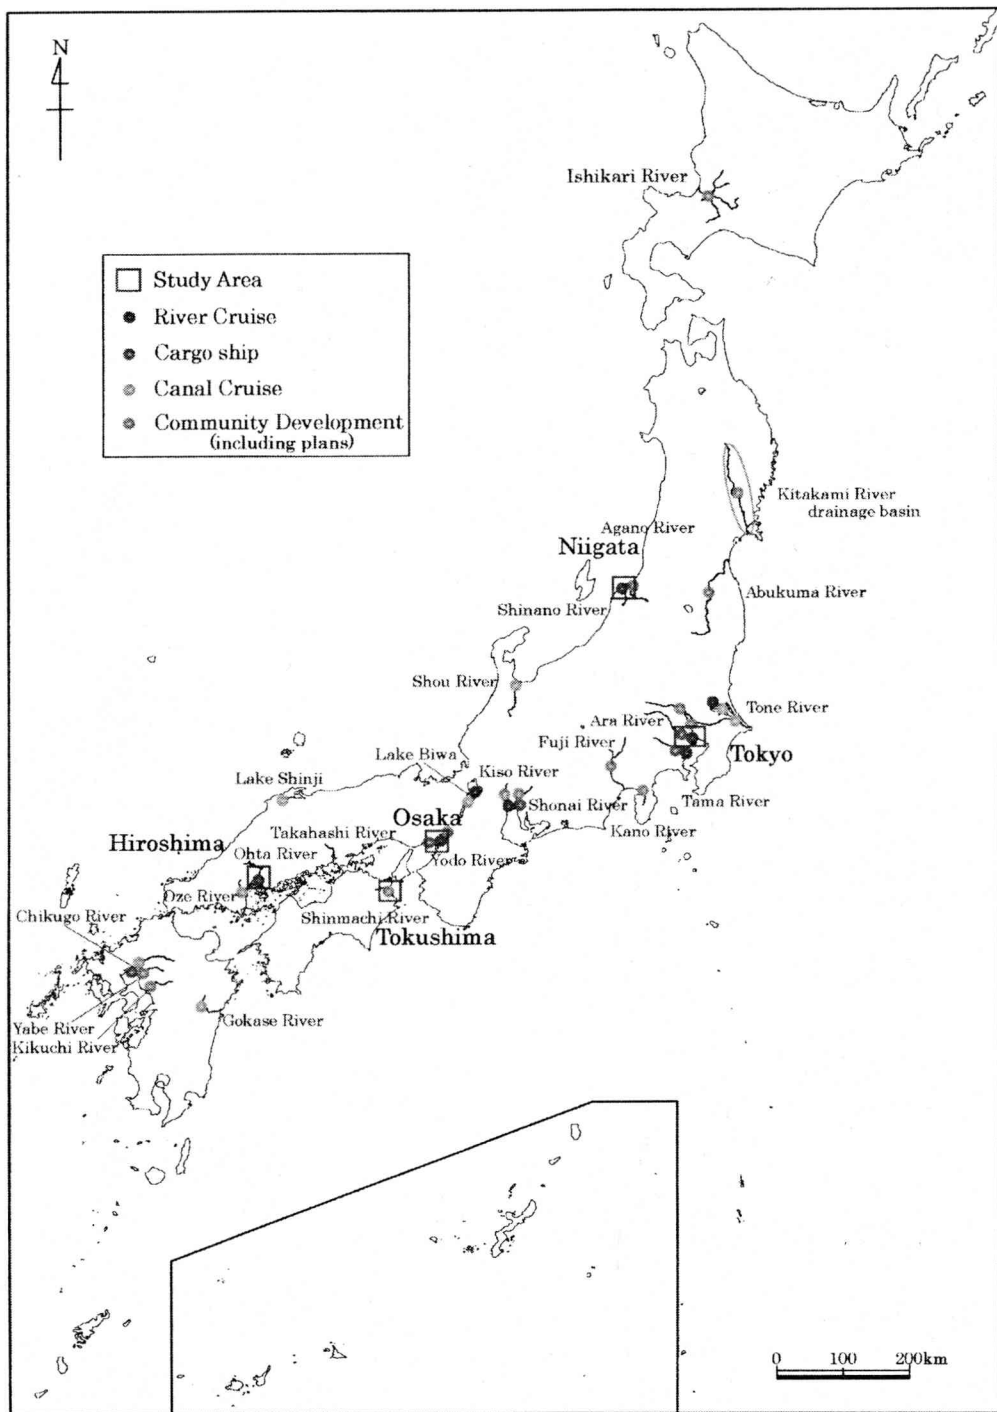 N
Ishikari River
Study Area
River Cruise
Cargo ship
Canal Cruise
Community Development
(including plans)
Kitakami River
drainage basin
Agano River
Niigata
Abukuma River
Shinano River
Shou River
Tone River
Ara River
Fuji River
Tokyo
Lake Biwa
Kiso River
Lake Shinji
Tama River
Shonai River
Osaka
Kano River
Takahashi River
Hiroshima
Ohta River
Yodo River
Oze River
Chikugo River
Shinmachi River
Tokushima
Gokase River
Yabe River
Kikuchi River
0 100 200km